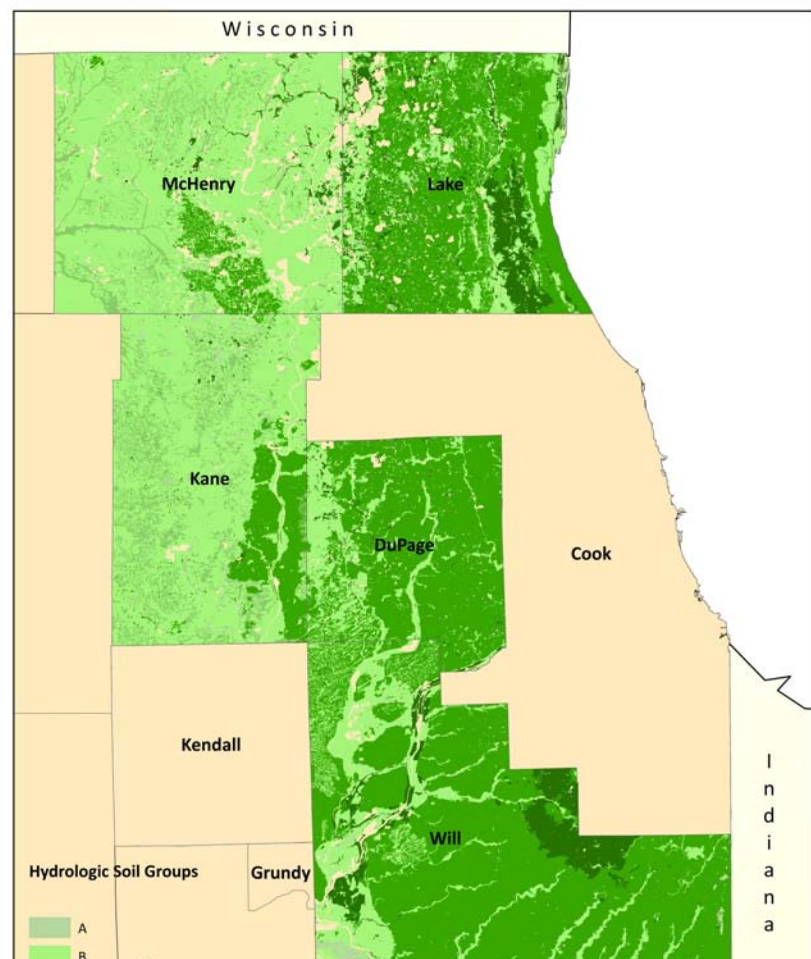 Wisconsin
McHenry
Lake
Kane
DuPage
Cook
Kendall
Will
Hydrologic Soil Groups
Grundy
Indiana
A
B